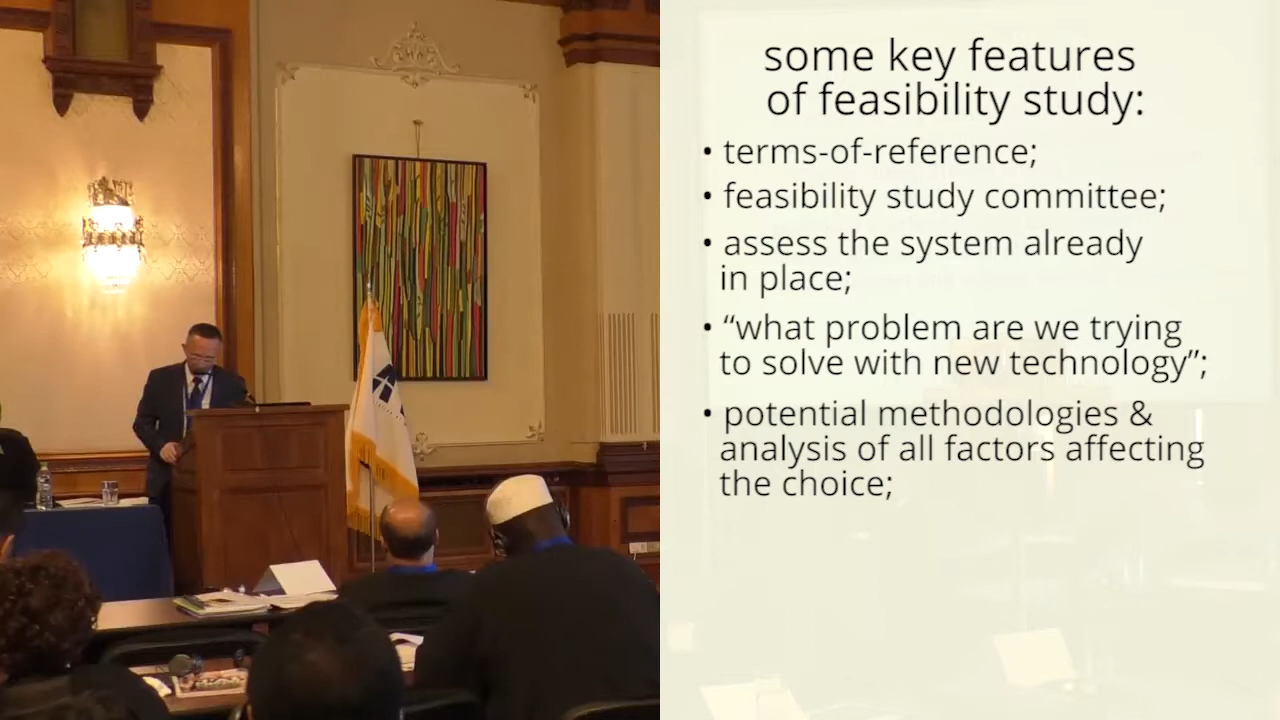 some key features
of feasibility study:
• terms-of-reference;
• feasibility study committee;
• assess the system already
in place;
• “what problem are we trying
to solve with new technology”;
• potential methodologies &
analysis of all factors affecting
the choice;